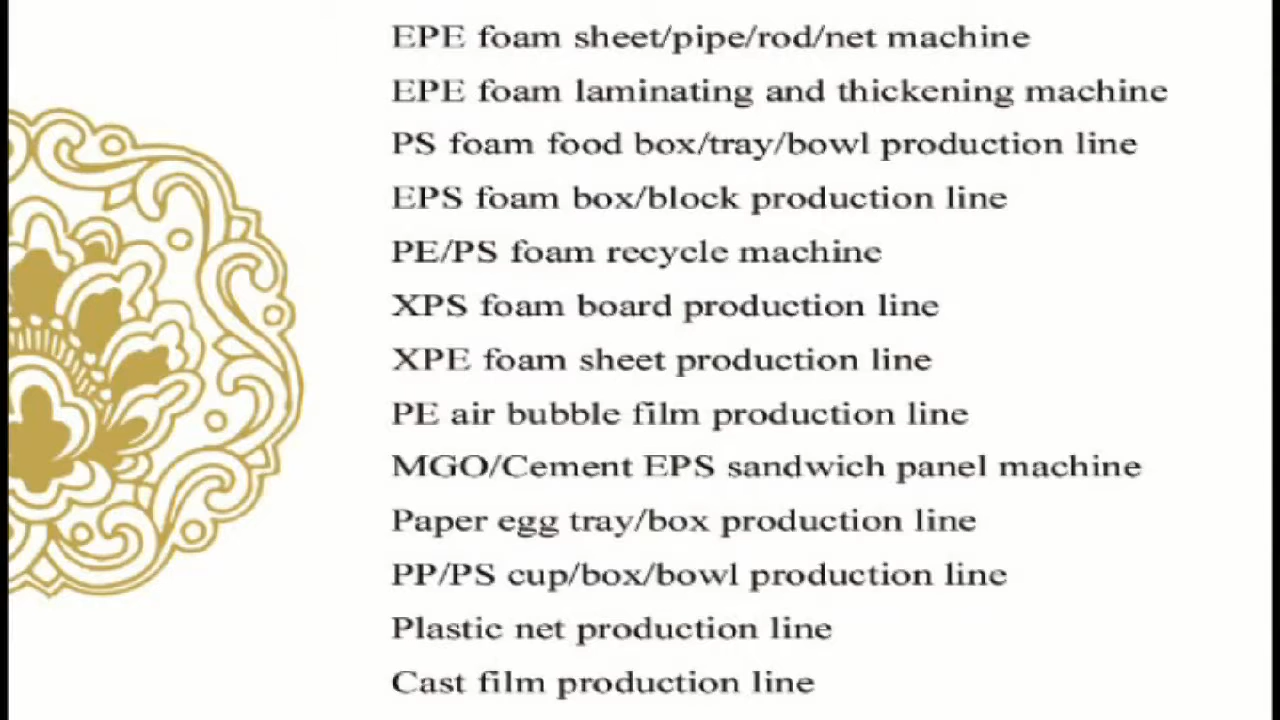 EPE foam sheet/pipe/rod/net machine
EPE foam laminating and thickening machine
PS foam food box/tray/bowl production line
EPS foam box/block production line
PE/PS foam recycle machine
XPS foam board production line
XPE foam sheet production line
PE air bubble film production line
MGO/Cement EPS sandwich panel machine
Paper egg tray/box production line
PP/PS cup/box/bowl production line
Plastic net production line
Cast film production line